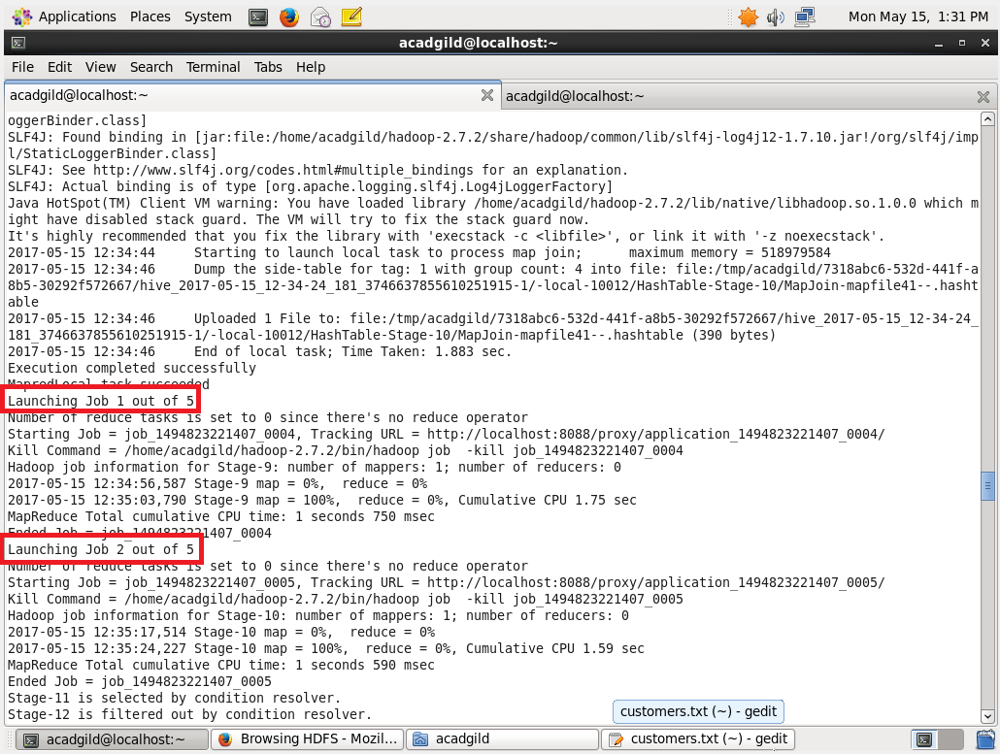 Applications Places System
Mon May 15, 1:31 PM
acadgild@localhost:~
File Edit View Search Terminal Tabs Help
acadgild@localhost:~
acadgild@localhost:~
oggerBinder.class]
SLF4J: Found binding in [jar:file:/home/acadgild/hadoop-2.7.2/share/hadoop/common/lib/slf4j-log4j12-1.7.10.jar!/org/slf4j/imp
l/StaticLoggerBinder.class]
SLF4J: See http://www.slf4j.org/codes.html#multiple_bindings for an explanation.
SLF4J: Actual binding is of type [org.apache.logging.slf4j.Log4jLoggerFactory]
Java HotSpot(TM) Client VM warning: You have loaded library /home/acadgild/hadoop-2.7.2/lib/native/libhadoop.so.1.0.0 which m
ight have disabled stack guard. The VM will try to fix the stack guard now.
It's highly recommended that you fix the library with 'execstack -c <libfile>', or link it with '-z noexecstack'.
2017-05-15 12:34:44     Starting to launch local task to process map join;      maximum memory = 518979584
2017-05-15 12:34:46     Dump the side-table for tag: 1 with group count: 4 into file: file:/tmp/acadgild/7318abc6-532d-441f-a
8b5-30292f572667/hive_2017-05-15_12-34-24_181_3746637855610251915-1/-local-10012/HashTable-Stage-10/MapJoin-mapfile41--.hasht
able
2017-05-15 12:34:46     Uploaded 1 File to: file:/tmp/acadgild/7318abc6-532d-441f-a8b5-30292f572667/hive_2017-05-15_12-34-24_
181_3746637855610251915-1/-local-10012/HashTable-Stage-10/MapJoin-mapfile41--.hashtable (390 bytes)
2017-05-15 12:34:46     End of local task; Time Taken: 1.883 sec.
Execution completed successfully
MapredLocal task succeeded
Launching Job 1 out of 5
Number of reduce tasks is set to 0 since there's no reduce operator
Starting Job = job_1494823221407_0004, Tracking URL = http://localhost:8088/proxy/application_1494823221407_0004/
Kill Command = /home/acadgild/hadoop-2.7.2/bin/hadoop job  -kill job_1494823221407_0004
Hadoop job information for Stage-9: number of mappers: 1; number of reducers: 0
2017-05-15 12:34:56,587 Stage-9 map = 0%,  reduce = 0%
2017-05-15 12:35:03,790 Stage-9 map = 100%,  reduce = 0%, Cumulative CPU 1.75 sec
MapReduce Total cumulative CPU time: 1 seconds 750 msec
Ended Job = job_1494823221407_0004
Launching Job 2 out of 5
Number of reduce tasks is set to 0 since there's no reduce operator
Starting Job = job_1494823221407_0005, Tracking URL = http://localhost:8088/proxy/application_1494823221407_0005/
Kill Command = /home/acadgild/hadoop-2.7.2/bin/hadoop job  -kill job_1494823221407_0005
Hadoop job information for Stage-10: number of mappers: 1; number of reducers: 0
2017-05-15 12:35:17,514 Stage-10 map = 0%,  reduce = 0%
2017-05-15 12:35:24,227 Stage-10 map = 100%,  reduce = 0%, Cumulative CPU 1.59 sec
MapReduce Total cumulative CPU time: 1 seconds 590 msec
Ended Job = job_1494823221407_0005
Stage-11 is selected by condition resolver.
Stage-12 is filtered out by condition resolver.
customers.txt (~) - gedit
acadgild@localhost:~
Browsing HDFS - Mozil...
acadgild
customers.txt (~) - gedit